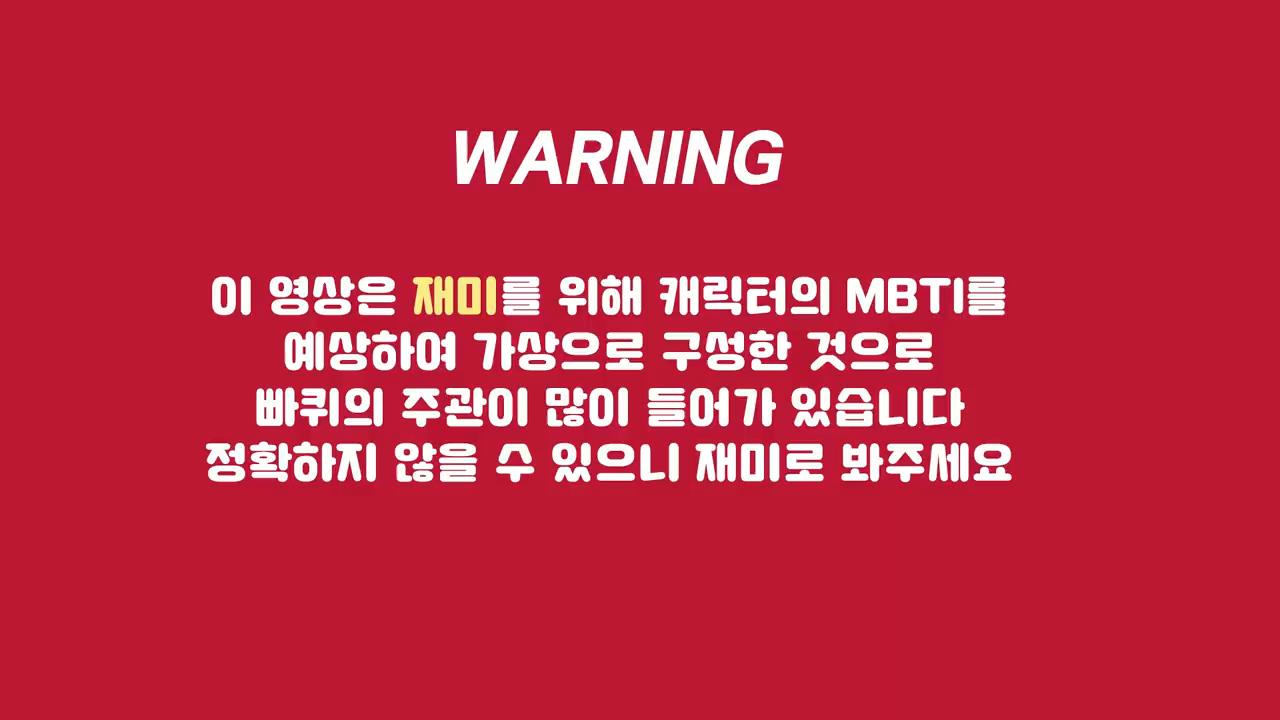 WARNING
이 영상은 재미를 위해 캐릭터의 MBTI를
예상하여 가상으로 구성한 것으로
빠퀴의 주관이 많이 들어가 있습니다
정확하지 않을 수 있으니 재미로 봐주세요